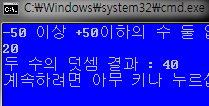 C:\Windows\system32\cmd.exe
-50 이상 +50이하의 수 둘
20
두 수의 덧셈 결과 : 40
계속하려면 아무 키나 누르십